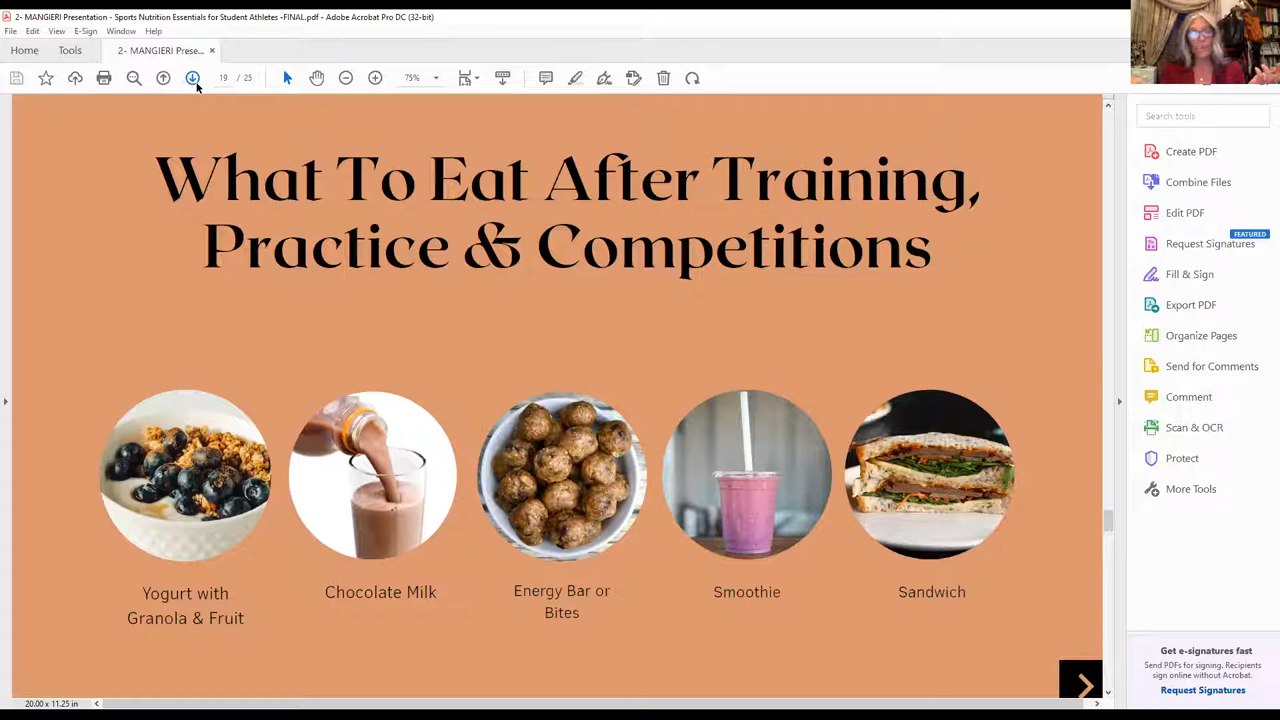 2- MANGIERI Presentation - Sports Nutrition Essentials for Student Athletes -FINAL.pdf - Adobe Acrobat Pro DC (32-bit)
File Edit View E-Sign Window Help
Home Tools 2- MANGIERI Prese... ×
19 / 25 75%
Search tools
Create PDF
Combine Files
Edit PDF
FEATURED
Request Signatures
Fill & Sign
Export PDF
Organize Pages
Send for Comments
Comment
Scan & OCR
Protect
More Tools
What To Eat After Training,
Practice & Competitions
Yogurt with
Granola & Fruit
Chocolate Milk
Energy Bar or
Bites
Smoothie
Sandwich
Get e-signatures fast
Send PDFs for signing. Recipients
sign online without Acrobat.
Request Signatures
20.00 x 11.25 in